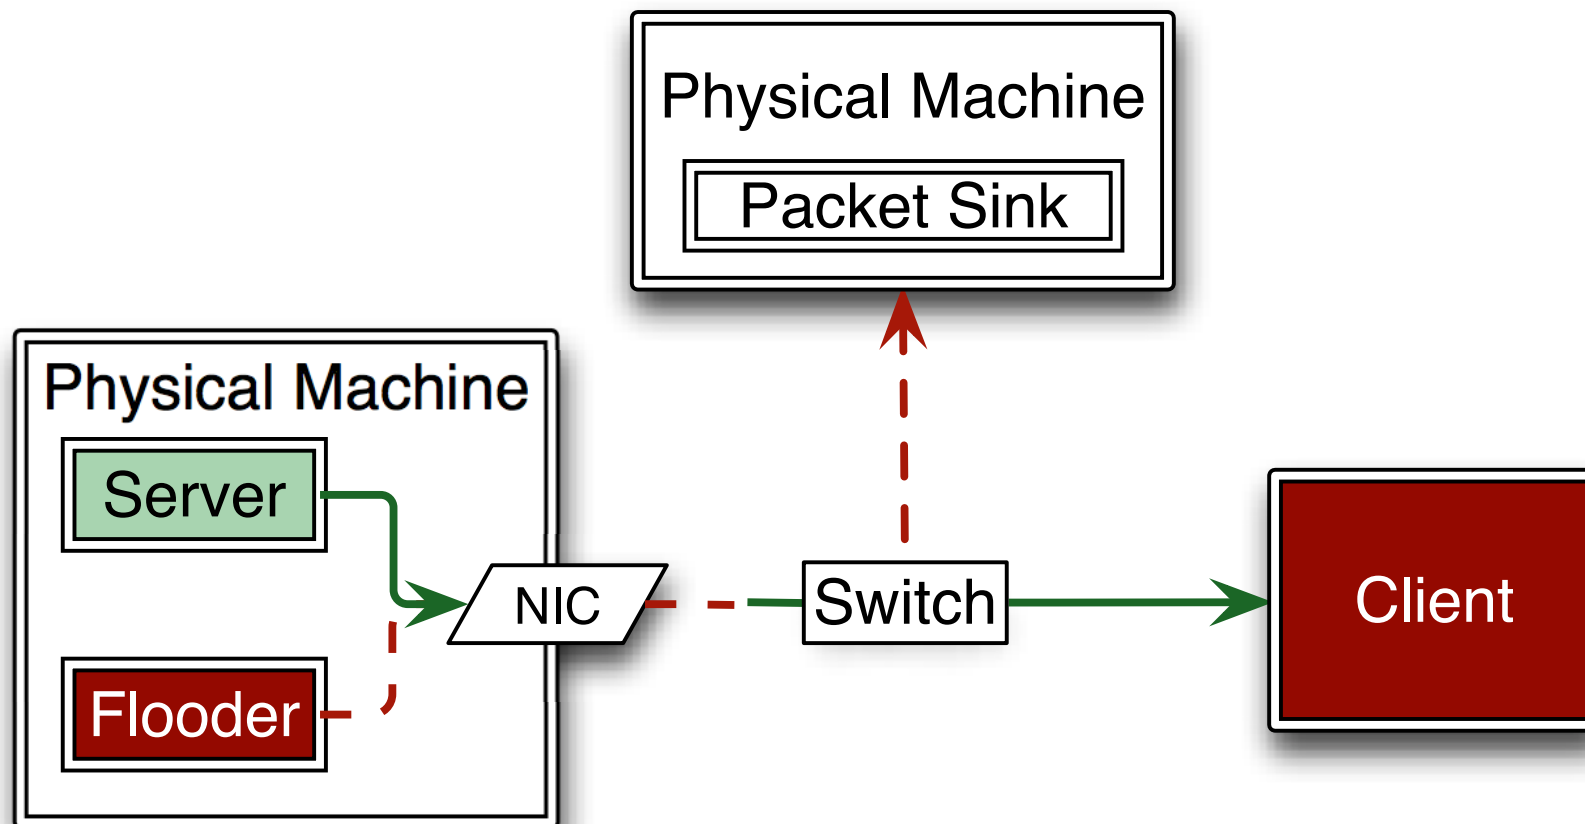 Physical Machine
Packet Sink
Physical Machine
Server
Flooder
NIC
Switch
Client